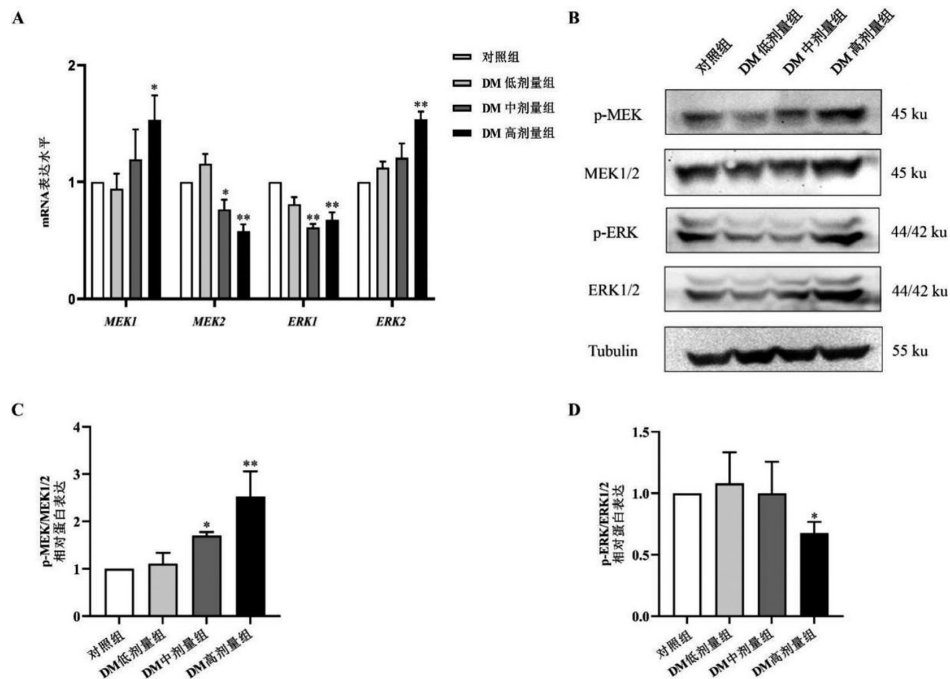 A
mRNA表达水平
2
1
0
*
*
**
**
**
**
MEK1
MEK2
ERK1
ERK2
对照组
DM 低剂量组
DM 中剂量组
DM 高剂量组
B
对照组
DM 低剂量组
DM 中剂量组
DM 高剂量组
p-MEK
45 ku
MEK1/2
45 ku
p-ERK
44/42 ku
ERK1/2
44/42 ku
Tubulin
55 ku
C
p-MEK/MEK1/2
相对蛋白表达
4
3
2
1
0
*
**
对照组
DM低剂量组
DM中剂量组
DM高剂量组
D
p-ERK/ERK1/2
相对蛋白表达
1.5
1.0
0.5
0.0
*
对照组
DM低剂量组
DM中剂量组
DM高剂量组